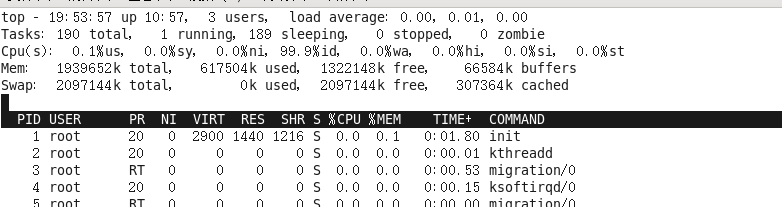 top - 19:53:57 up 10:57, 3 users, load average: 0.00, 0.01, 0.00
Tasks: 190 total, 1 running, 189 sleeping, 0 stopped, 0 zombie
Cpu(s): 0.1%us, 0.0%sy, 0.0%ni, 99.9%id, 0.0%wa, 0.0%hi, 0.0%si, 0.0%st
Mem: 1939652k total, 617504k used, 1322148k free, 66584k buffers
Swap: 2097144k total, 0k used, 2097144k free, 307364k cached
PID USER PR NI VIRT RES SHR S %CPU %MEM TIME+ COMMAND
1 root 20 0 2900 1440 1216 S 0.0 0.1 0:01.80 init
2 root 20 0 0 0 0 S 0.0 0.0 0:00.01 kthreadd
3 root RT 0 0 0 0 S 0.0 0.0 0:00.53 migration/0
4 root 20 0 0 0 0 S 0.0 0.0 0:00.15 ksoftirqd/0
5 root RT 0 0 0 0 S 0.0 0.0 0:00.00 migration/0